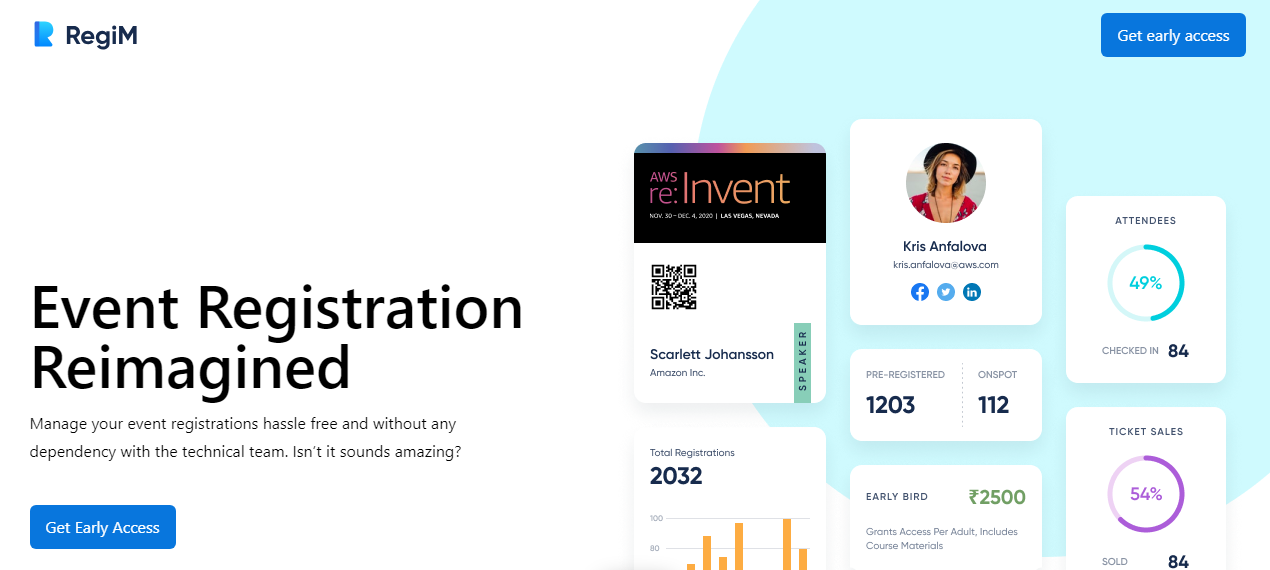 RegiM
Get early access
Event Registration
Reimagined
Manage your event registrations hassle free and without any
dependency with the technical team. Isn't it sounds amazing?
Get Early Access
AWS
re:Invent
NOV. 30 – DEC. 4, 2020 | LAS VEGAS, NEVADA
Scarlett Johansson
Amazon Inc.
SPEAKER
Total Registrations
2032
100
80
Kris Anfalova
kris.anfalova@aws.com
PRE-REGISTERED
1203
ONSPOT
112
EARLY BIRD
₹2500
Grants Access Per Adult, Includes
Course Materials
ATTENDEES
49%
CHECKED IN 84
TICKET SALES
54%
SOLD 84